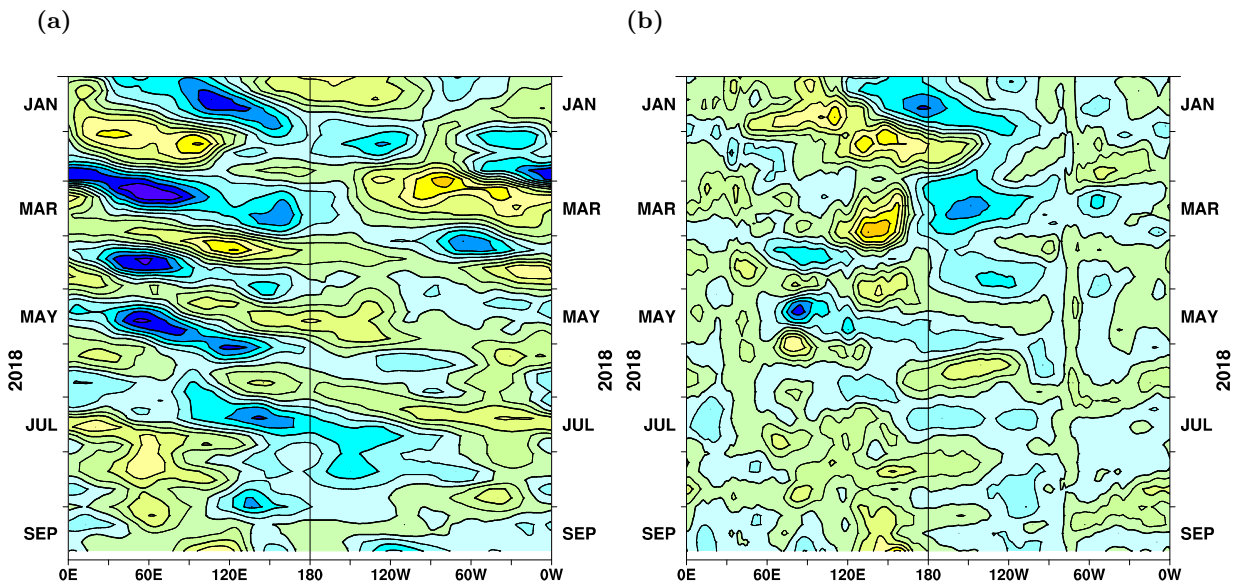 (a) (b)
JAN JAN JAN JAN
MAR MAR MAR MAR
MAY MAY MAY MAY
2018 2018 2018 2018
JUL JUL JUL JUL
SEP SEP SEP SEP
0E 60E 120E 180 120W 60W 0W 0E 60E 120E 180 120W 60W 0W